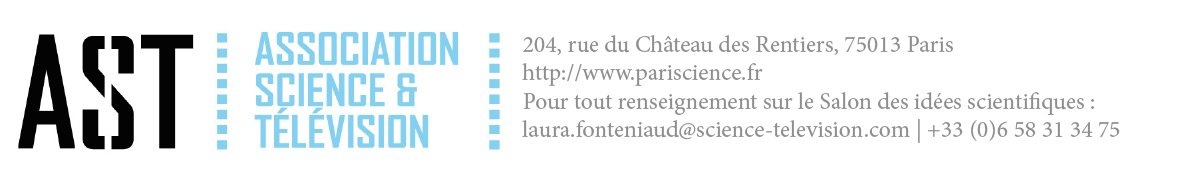 AST
ASSOCIATION
SCIENCE &
TÉLÉVISION
204, rue du Château des Rentiers, 75013 Paris
http://www.pariscience.fr
Pour tout renseignement sur le Salon des idées scientifiques :
laura.fonteniaud@science-television.com | +33 (0)6 58 31 34 75